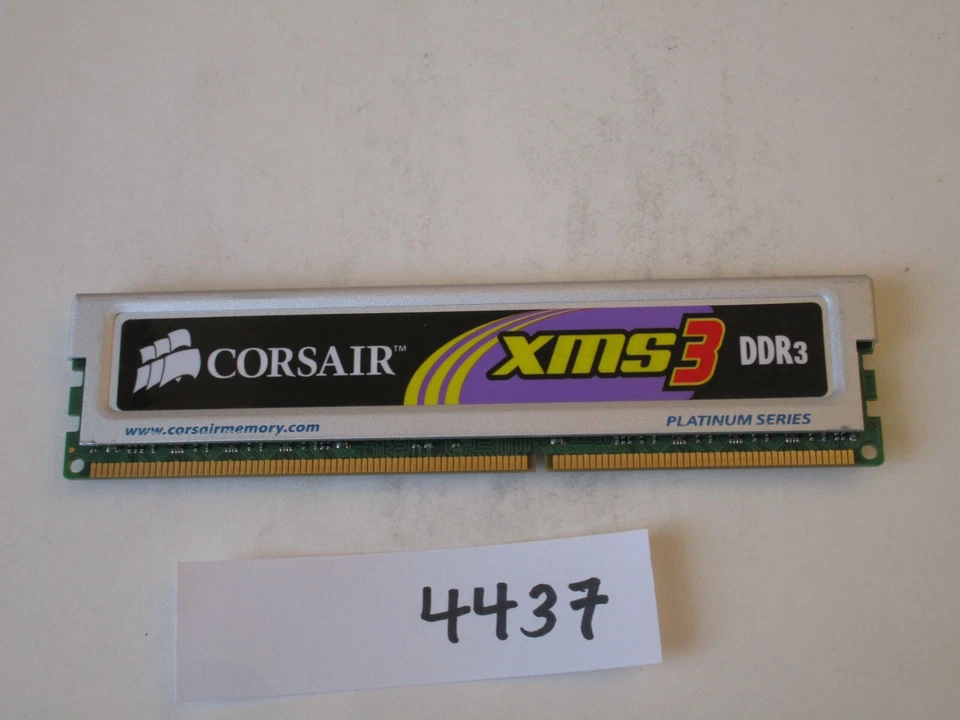 CORSAIR™ XMS3 DDR3
www.corsairmemory.com PLATINUM SERIES
4437